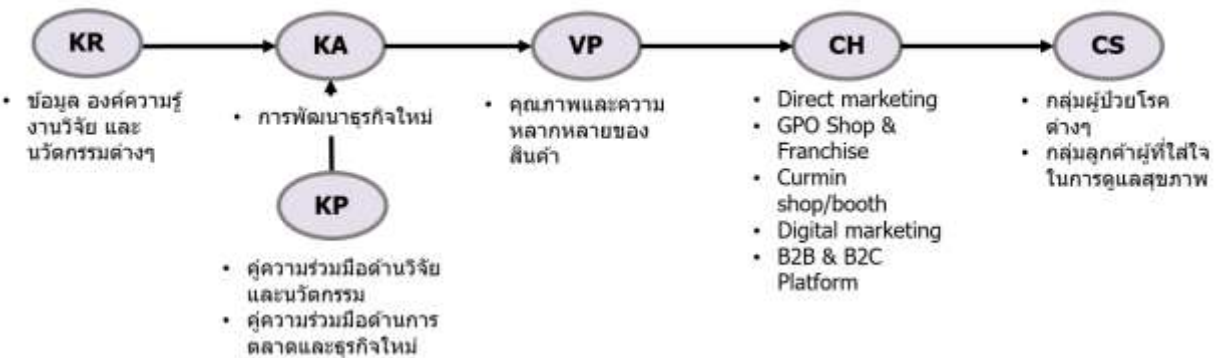 KR
KA
VP
CH
CS
• ข้อมูล องค์ความรู้
งานวิจัย และ
นวัตกรรมต่างๆ
• การพัฒนาธุรกิจใหม่
• คุณภาพและความ
หลากหลายของ
สินค้า
• Direct marketing
• GPO Shop &
Franchise
• Curmin
shop/booth
• Digital marketing
• B2B & B2C
Platform
• กลุ่มผู้ป่วยโรค
ต่างๆ
• กลุ่มลูกค้าผู้ที่ใส่ใจ
ในการดูแลสุขภาพ
KP
• คู่ความร่วมมือด้านวิจัย
และนวัตกรรม
• คู่ความร่วมมือด้านการ
ตลาดและธุรกิจใหม่